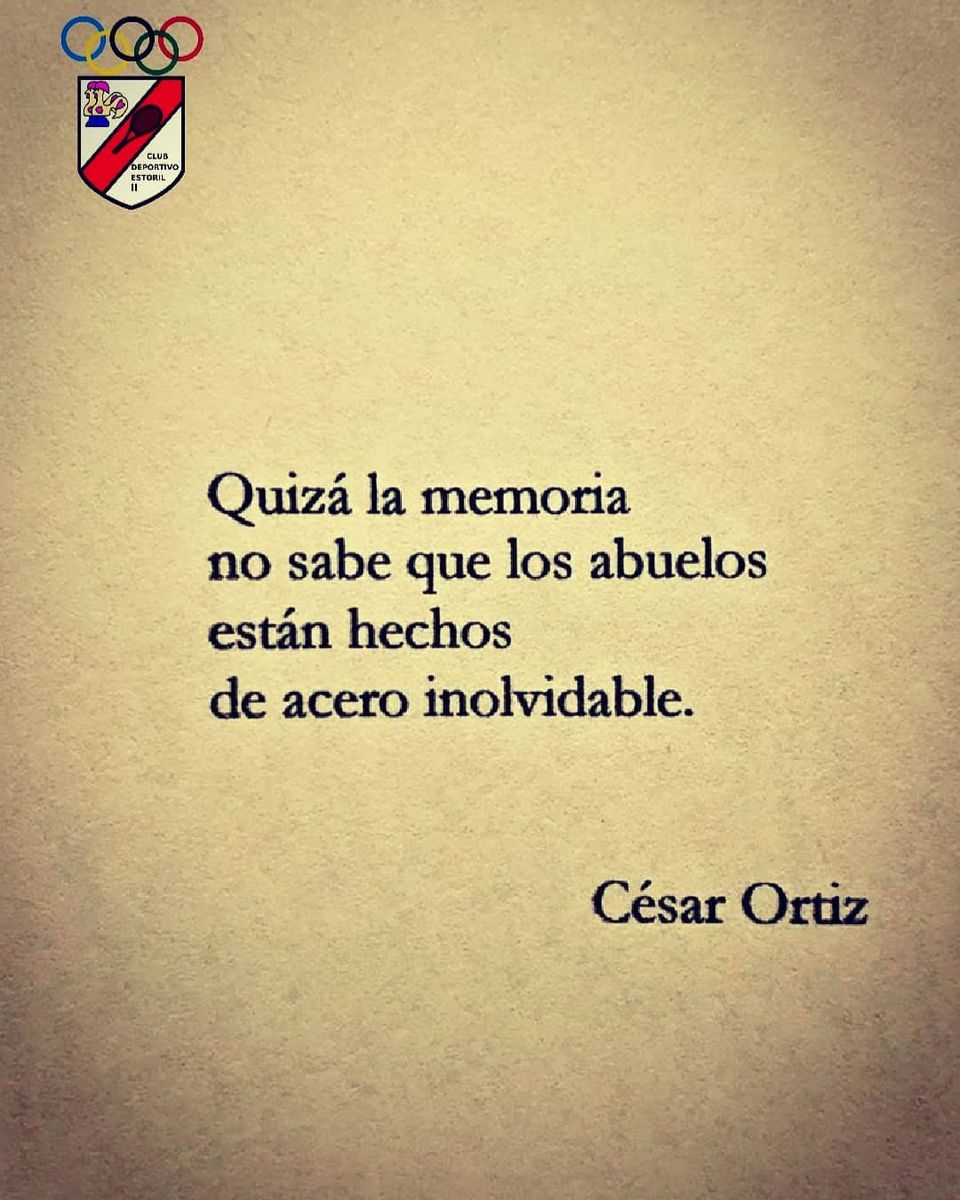 CLUB
DEPORTIVO
ESTORIL
II
Quizá la memoria
no sabe que los abuelos
están hechos
de acero inolvidable.
César Ortiz